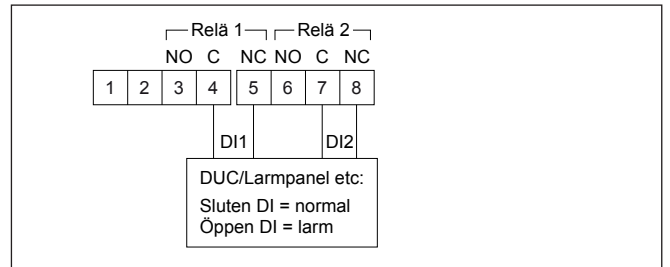 Relä 1 Relä 2
NO C NC NO C NC
1 2 3 4 5 6 7 8
DI1 DI2
DUC/Larmpanel etc:
Sluten DI = normal
Öppen DI = larm